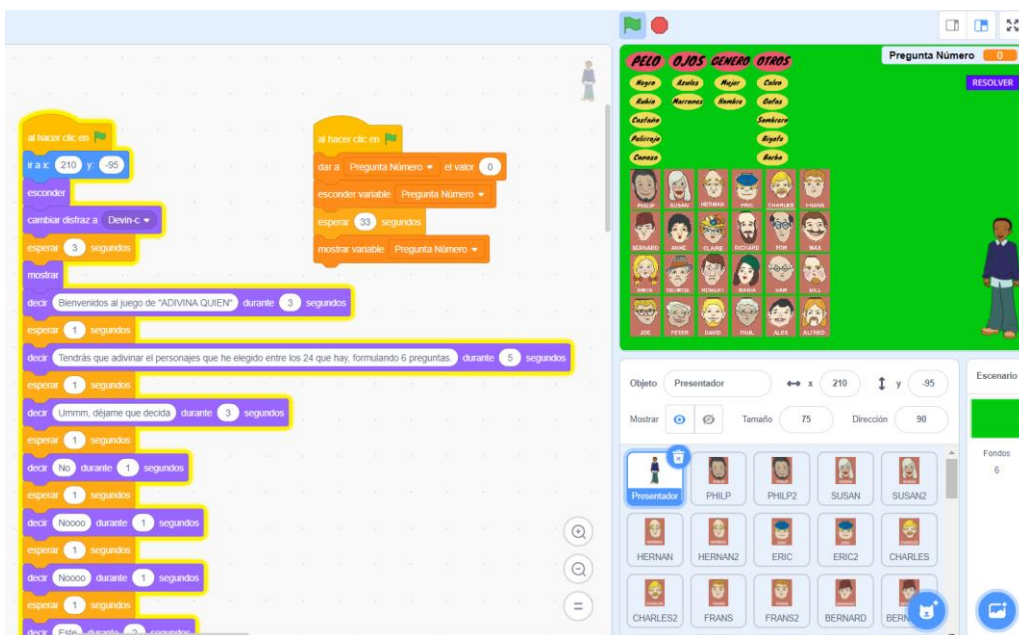 al hacer clic en
ir a x: 210 y: -95
esconder
cambiar disfraz a Devin-c
esperar 3 segundos
mostrar
decir Bienvenidos al juego de "ADIVINA QUIEN" durante 3 segundos
esperar 1 segundos
decir Tendrás que adivinar el personajes que he elegido entre los 24 que hay, formulando 6 preguntas. durante 5 segundos
esperar 1 segundos
decir Ummm, déjame que decida durante 3 segundos
esperar 1 segundos
decir No durante 1 segundos
esperar 1 segundos
decir Noooo durante 1 segundos
esperar 1 segundos
decir Noooo durante 1 segundos
esperar 1 segundos
decir Este durante 2 segundos
al hacer clic en
dar a Pregunta Número el valor 0
esconder variable Pregunta Número
esperar 33 segundos
mostrar variable Pregunta Número
Pregunta Número 0
RESOLVER
PELO OJOS GENERO OTROS
Negro Azules Mujer Calvo
Rubio Marrones Hombre Gafas
Castaño Sombrero
Pelirrojo Bigote
Canoso Barba
PHILIP SUSAN HERMAN ERIC CHARLES FRANS
BERNARD ANNE CLAIRE RICHARD TOM MAX
ANITA GEORGE ROBERT MARIA SAM BILL
JOE PETER DAVID PAUL ALEX ALFRED
Objeto Presentador x 210 y -95
Mostrar Tamaño 75 Dirección 90
Escenario
Fondos
6
Presentador PHILP PHILP2 SUSAN SUSAN2
HERNAN HERNAN2 ERIC ERIC2 CHARLES
CHARLES2 FRANS FRANS2 BERNARD